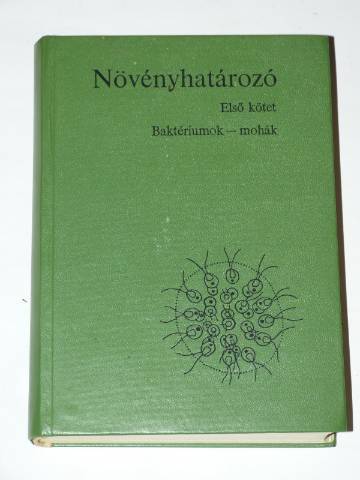 Növényhatározó
Első kötet
Baktériumok — mohák